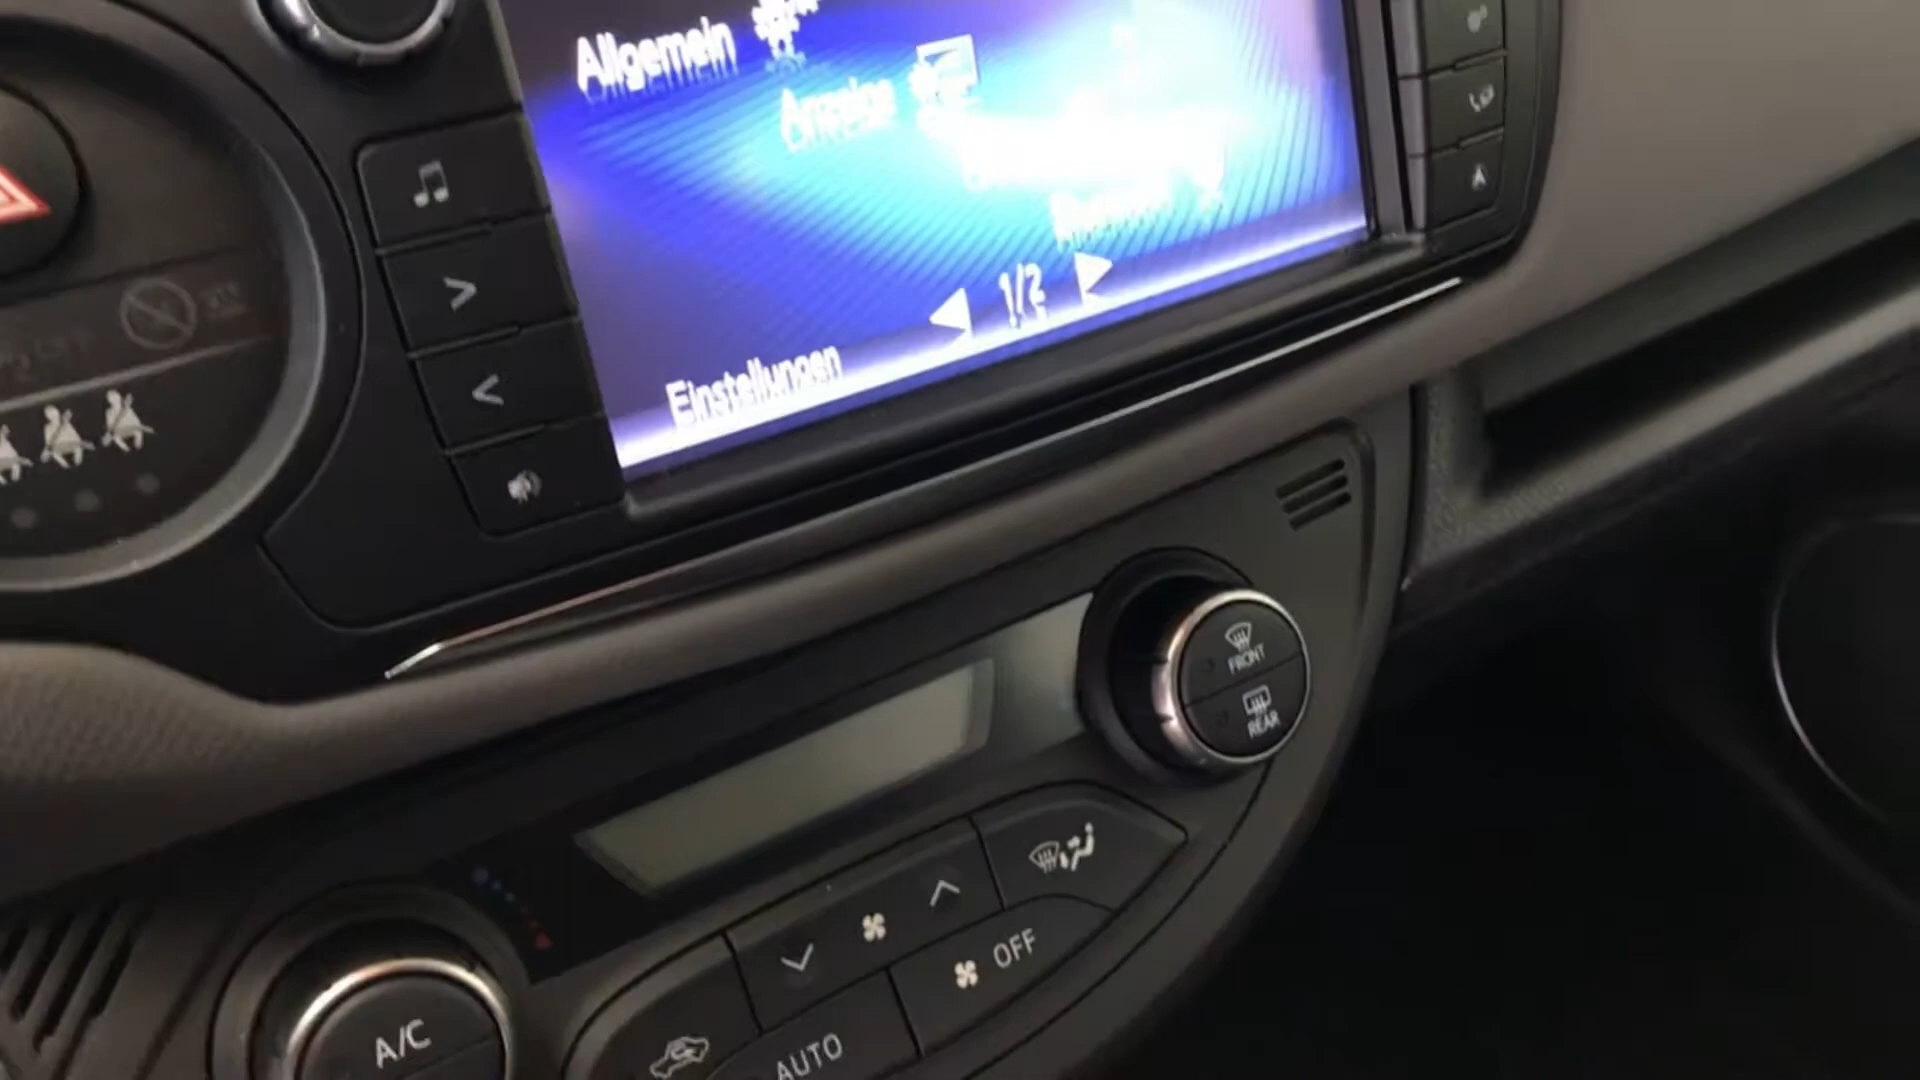 Allgemein
Anzeige
1/2
Einstellungen
FRONT
REAR
OFF
AUTO
A/C